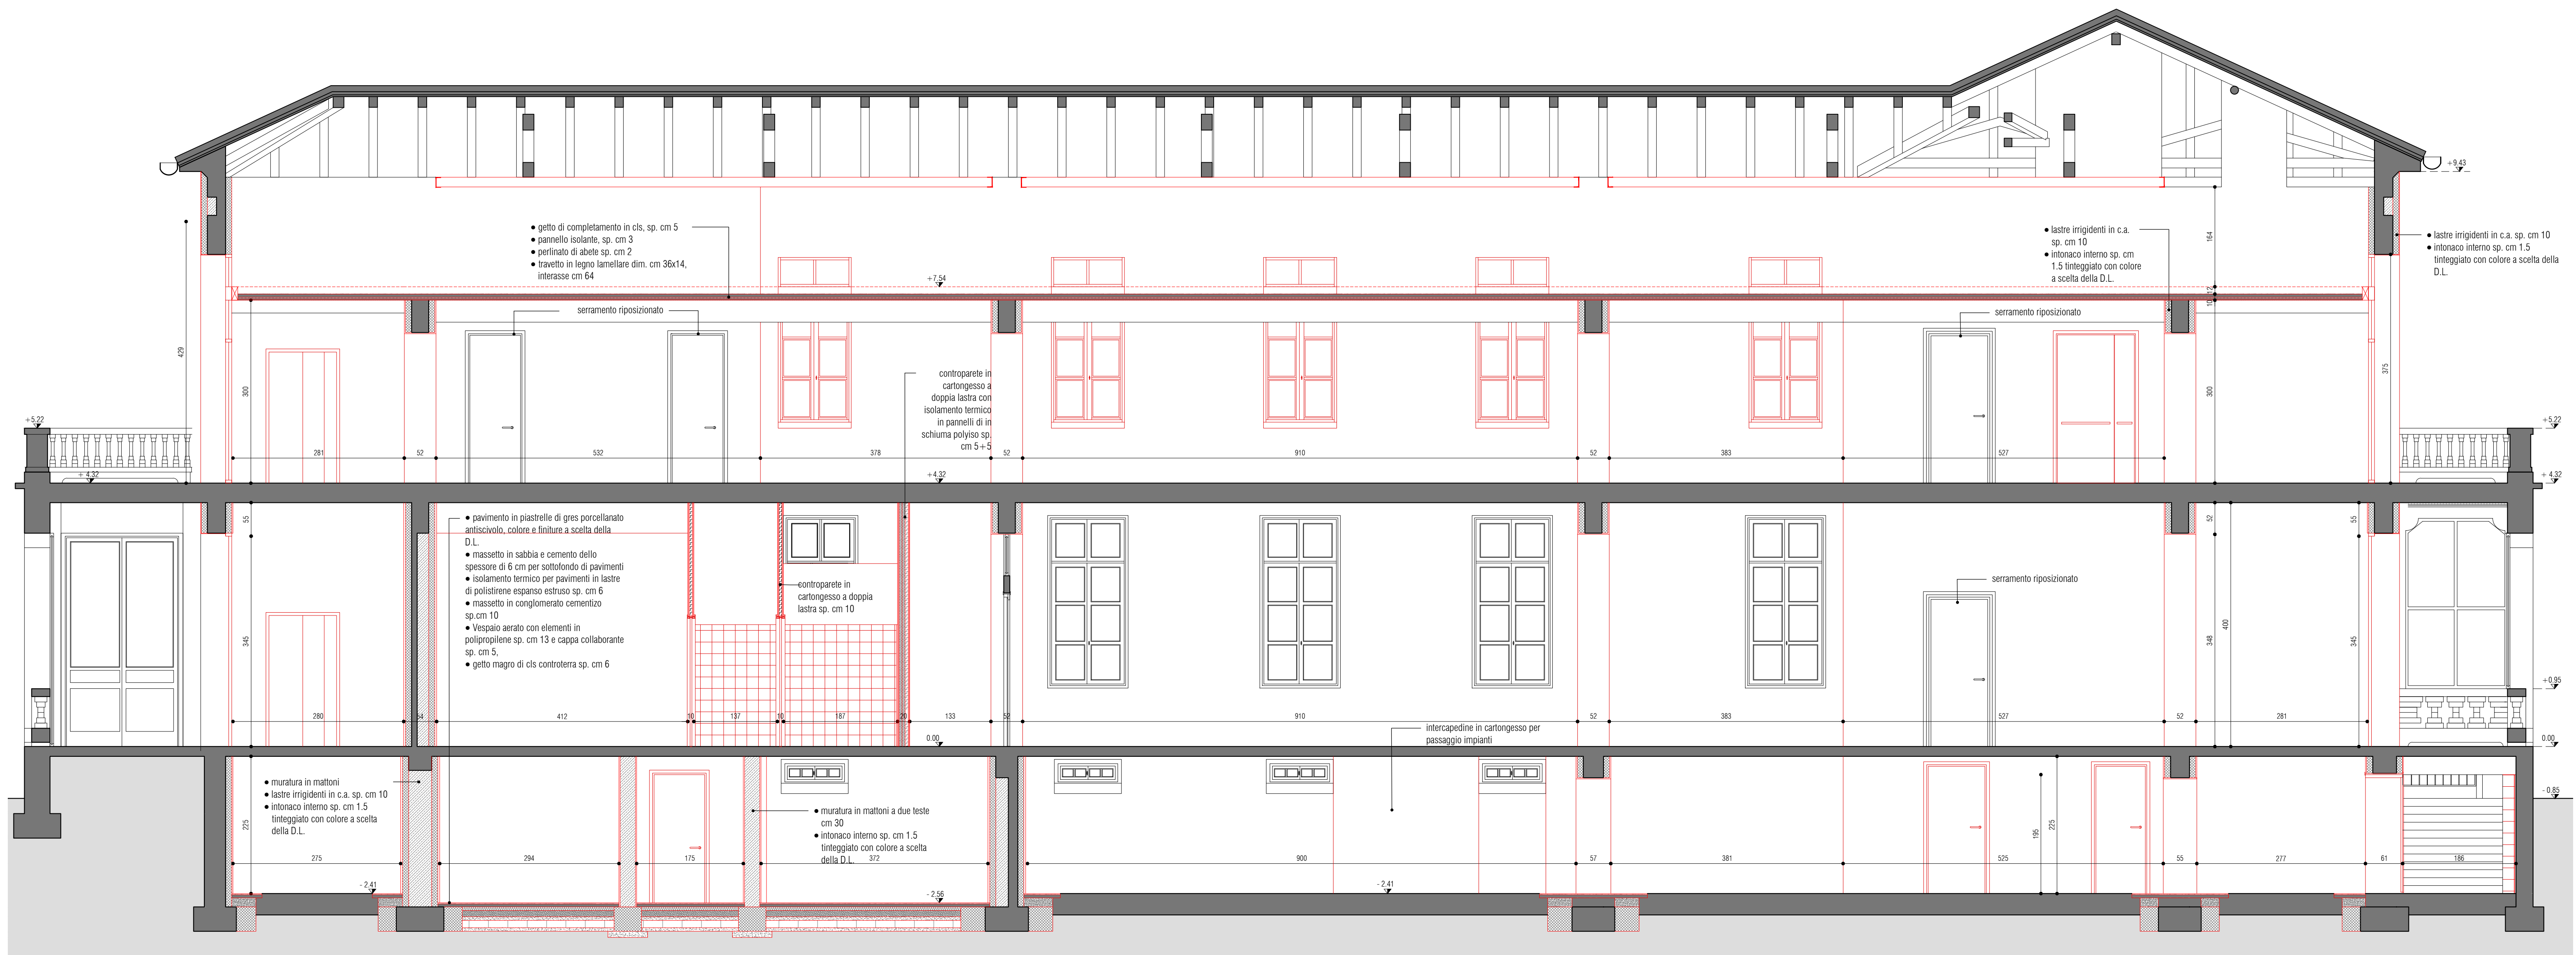 +9.43
● getto di completamento in cls, sp. cm 5
● pannello isolante, sp. cm 3
● perlinato di abete sp. cm 2
● travetto in legno lamellare dim. cm 36x14,
interasse cm 64
● lastre irrigidenti in c.a.
sp. cm 10
● intonaco interno sp. cm
1.5 tinteggiato con colore
a scelta della D.L.
164
● lastre irrigidenti in c.a. sp. cm 10
● intonaco interno sp. cm 1.5
tinteggiato con colore a scelta della
D.L.
+7.54
12
10
serramento riposizionato
serramento riposizionato
429
300
controparete in
cartongesso a
doppia lastra con
isolamento termico
in pannelli di in
schiuma polyiso sp.
cm 5+5
300
375
+5.22
+5.22
281
52
532
378
52
910
52
383
527
+ 4.32
+4.32
+ 4.32
55
● pavimento in piastrelle di gres porcellanato
antiscivolo, colore e finiture a scelta della
D.L.
● massetto in sabbia e cemento dello
spessore di 6 cm per sottofondo di pavimenti
● isolamento termico per pavimenti in lastre
di polistirene espanso estruso sp. cm 6
● massetto in conglomerato cementizo
sp.cm 10
● Vespaio aerato con elementi in
polipropilene sp. cm 13 e cappa collaborante
sp. cm 5,
● getto magro di cls controterra sp. cm 6
controparete in
cartongesso a doppia
lastra sp. cm 10
serramento riposizionato
52
55
345
348
400
345
+0.95
280
54
412
10
137
10
187
20
133
52
910
52
383
527
52
281
intercapedine in cartongesso per
passaggio impianti
0.00
0.00
● muratura in mattoni
● lastre irrigidenti in c.a. sp. cm 10
● intonaco interno sp. cm 1.5
tinteggiato con colore a scelta
della D.L.
● muratura in mattoni a due teste
cm 30
● intonaco interno sp. cm 1.5
tinteggiato con colore a scelta
della D.L.
- 0.85
225
195
225
275
294
175
372
900
57
381
525
55
277
61
186
- 2.41
- 2.56
- 2.41